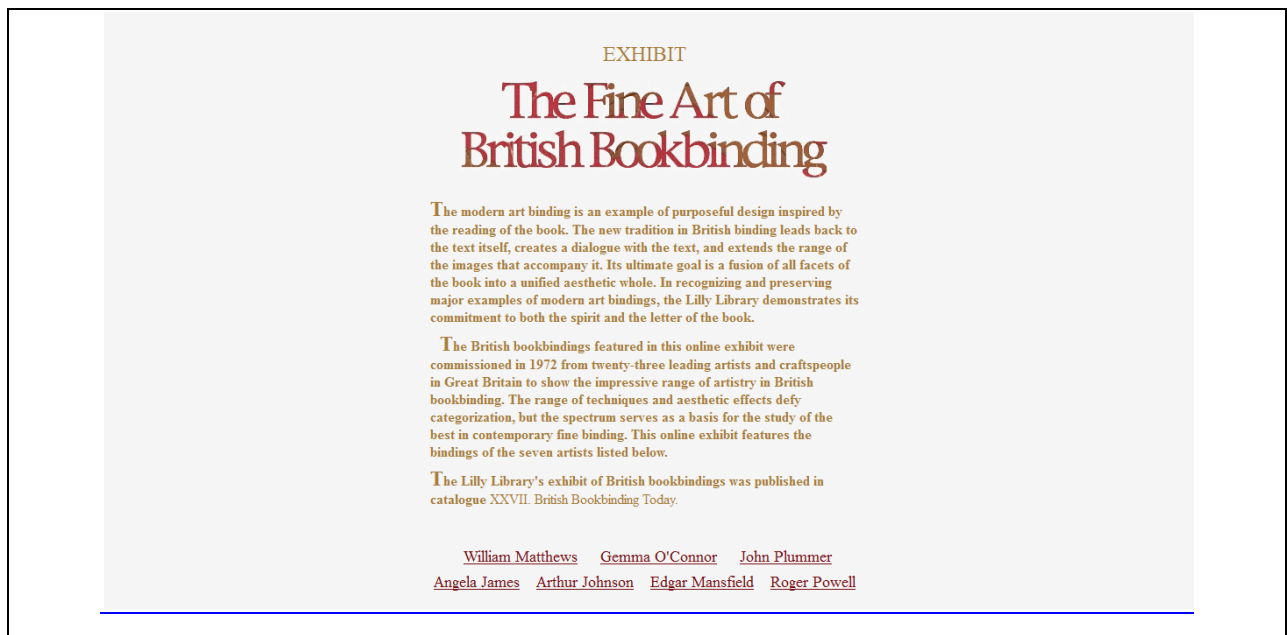 EXHIBIT
The Fine Art of
British Bookbinding
The modern art binding is an example of purposeful design inspired by
the reading of the book. The new tradition in British binding leads back to
the text itself, creates a dialogue with the text, and extends the range of
the images that accompany it. Its ultimate goal is a fusion of all facets of
the book into a unified aesthetic whole. In recognizing and preserving
major examples of modern art bindings, the Lilly Library demonstrates its
commitment to both the spirit and the letter of the book.
The British bookbindings featured in this online exhibit were
commissioned in 1972 from twenty-three leading artists and craftspeople
in Great Britain to show the impressive range of artistry in British
bookbinding. The range of techniques and aesthetic effects defy
categorization, but the spectrum serves as a basis for the study of the
best in contemporary fine binding. This online exhibit features the
bindings of the seven artists listed below.
The Lilly Library's exhibit of British bookbindings was published in
catalogue XXVII. British Bookbinding Today.
William Matthews Gemma O'Connor John Plummer
Angela James Arthur Johnson Edgar Mansfield Roger Powell